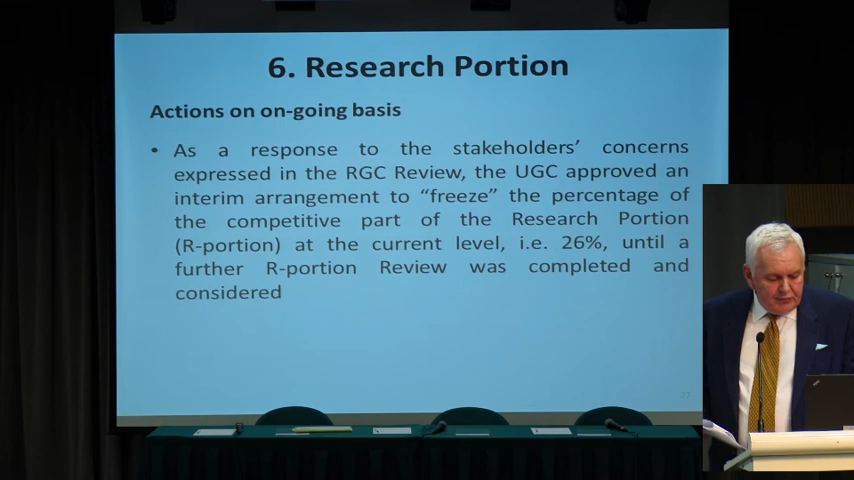 6. Research Portion
Actions on on-going basis
• As a response to the stakeholders' concerns
expressed in the RGC Review, the UGC approved an
interim arrangement to “freeze” the percentage of
the competitive part of the Research Portion
(R-portion) at the current level, i.e. 26%, until a
further R-portion Review was completed and
considered
27